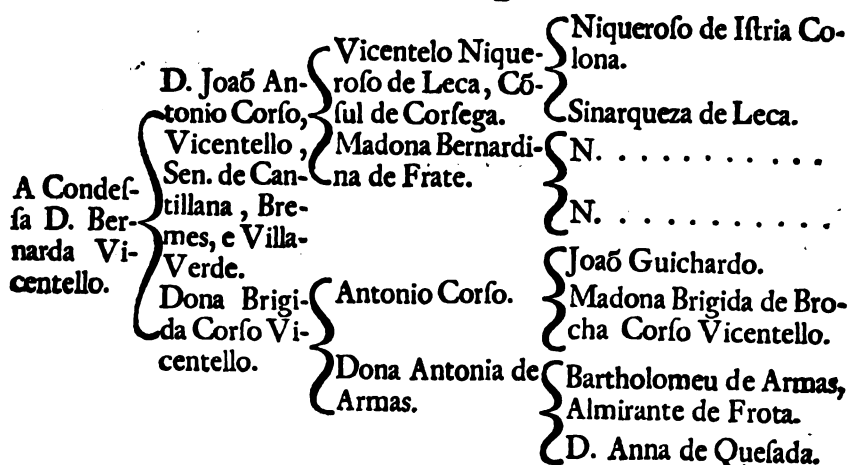 A Condeſ-
ſa D. Ber-
narda Vi-
centello.
D. Joaõ An-
tonio Corſo,
Vicentello,
Sen. de Can-
tillana, Bre-
mes, e Villa-
Verde.
Dona Brigi-
da Corſo Vi-
centello.
Vicentelo Nique-
roſo de Leca, Cõ-
ſul de Corſega.
Madona Bernardi-
na de Frate.
Antonio Corſo.
Dona Antonia de
Armas.
Niqueroſo de Iſtria Co-
lona.
Sinarqueza de Leca.
N. . . . . . . . . . . .
N. . . . . . . . . . . .
Joaõ Guichardo.
Madona Brigida de Bro-
cha Corſo Vicentello.
Bartholomeu de Armas,
Almirante de Frota.
D. Anna de Queſada.